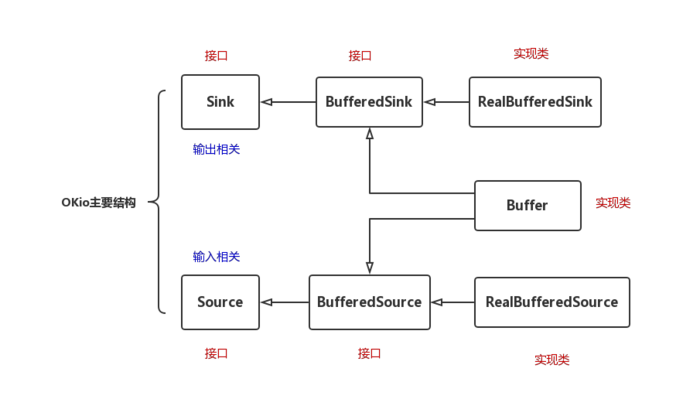 接口
接口
实现类
Sink
BufferedSink
RealBufferedSink
输出相关
OKio主要结构
Buffer
实现类
输入相关
Source
BufferedSource
RealBufferedSource
接口
接口
实现类